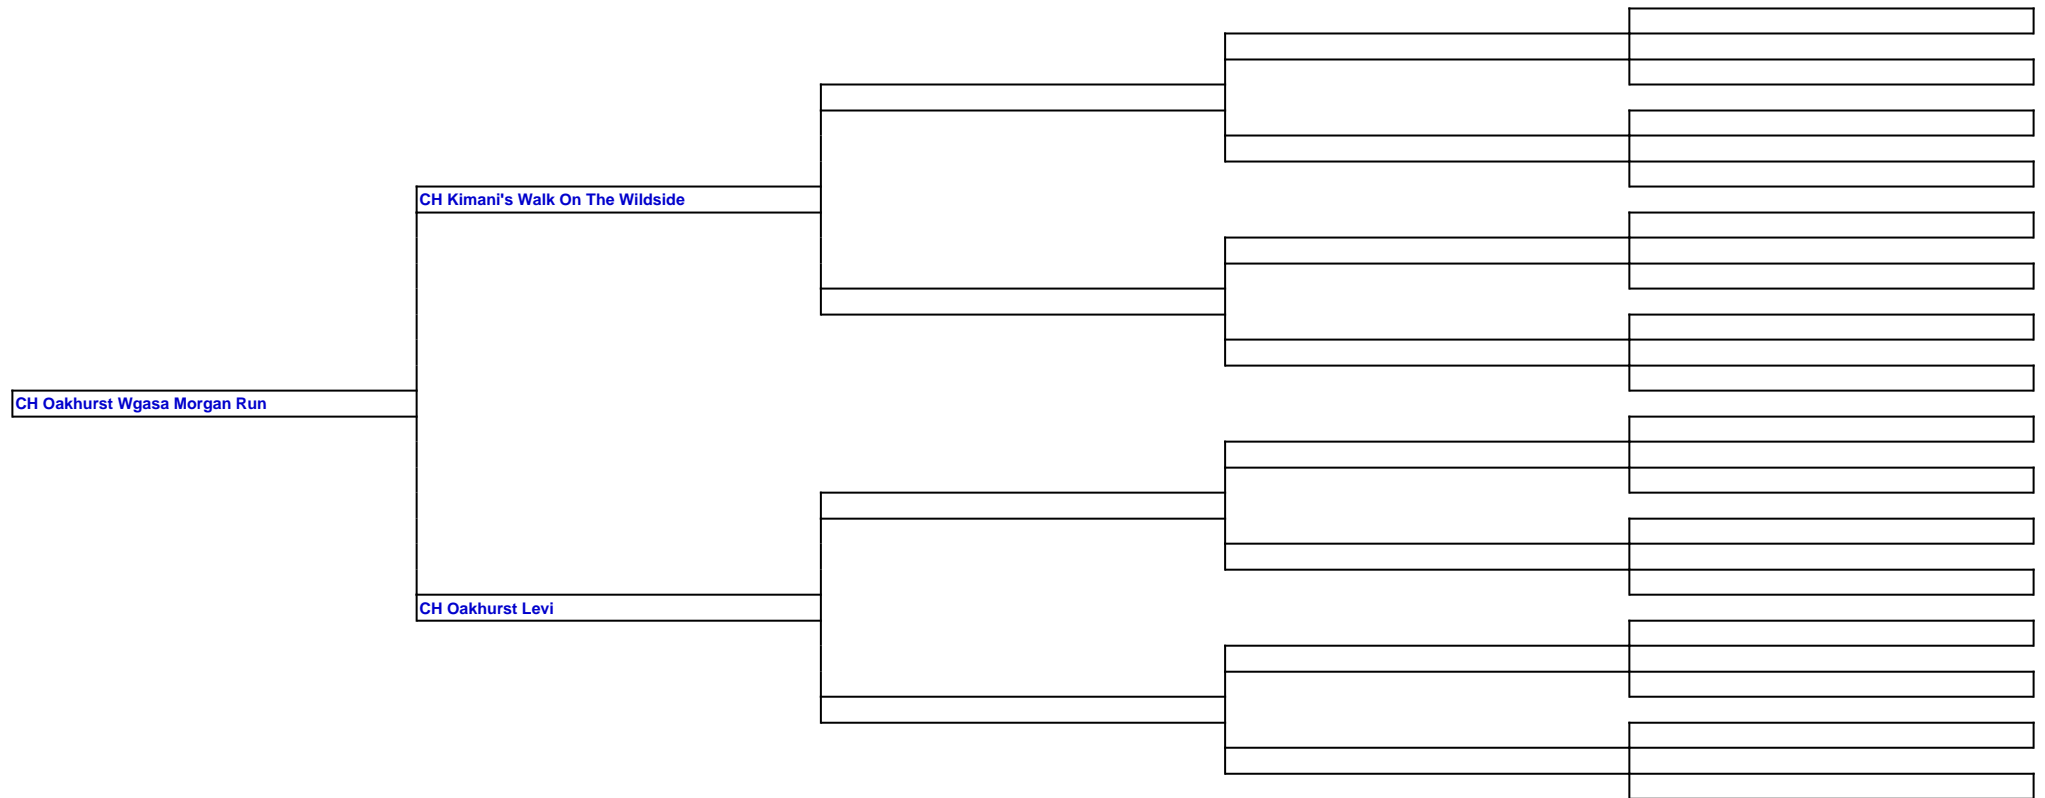 CH Kimani's Walk On The Wildside
CH Oakhurst Wgasa Morgan Run
CH Oakhurst Levi